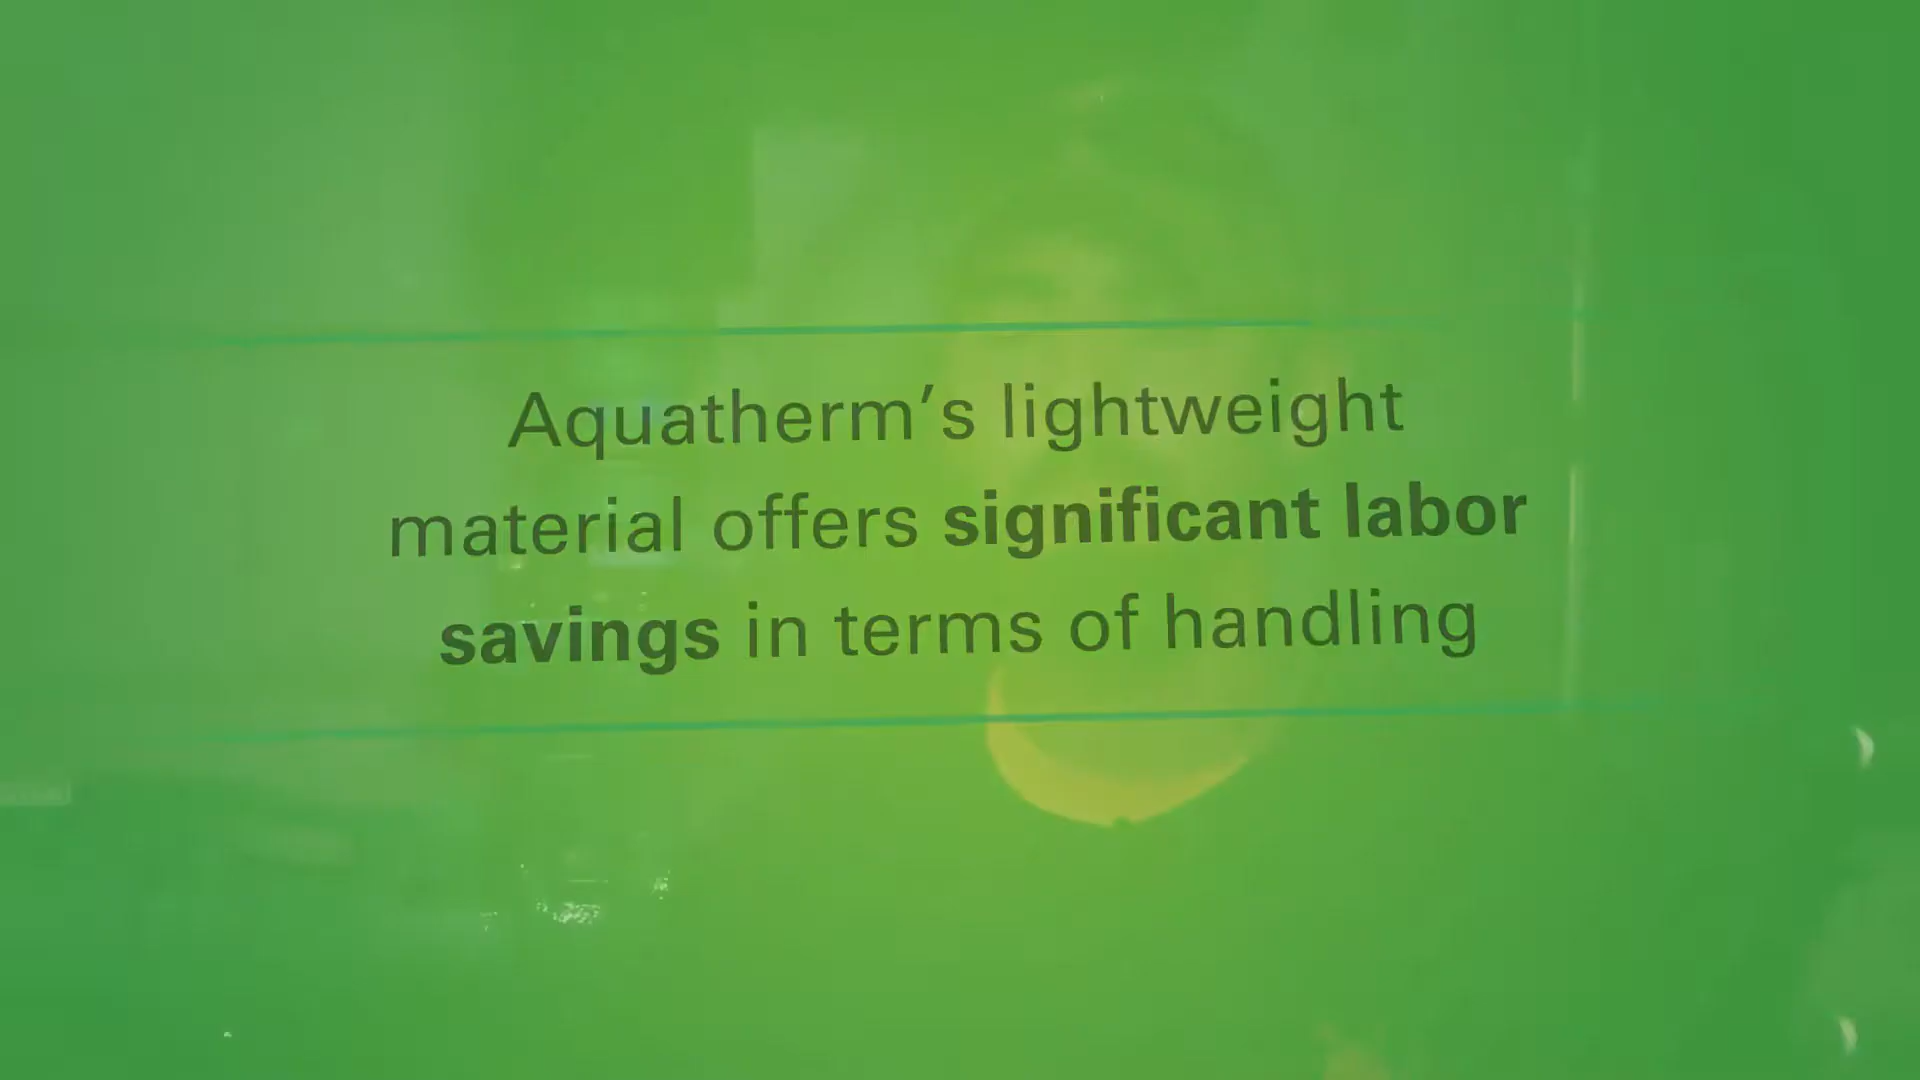 Aquatherm’s lightweight
material offers significant labor
savings in terms of handling